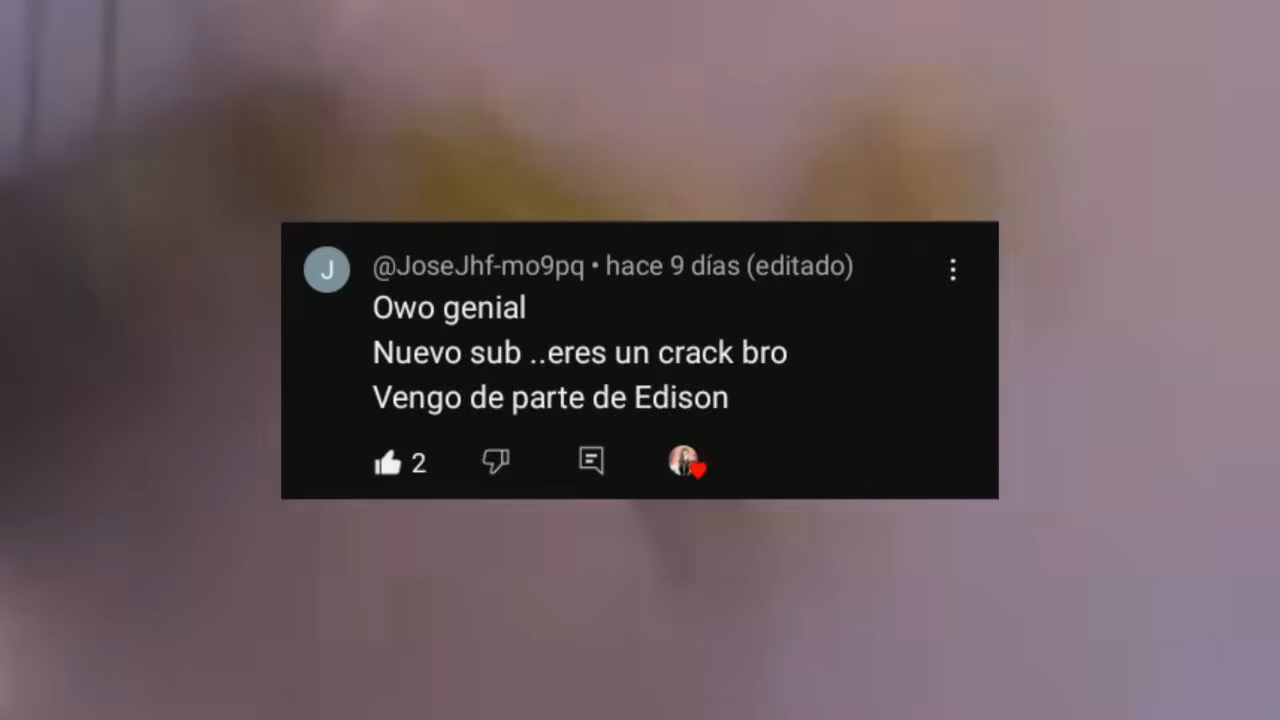 J
@JoseJhf-mo9pq • hace 9 días (editado)
Owo genial
Nuevo sub ..eres un crack bro
Vengo de parte de Edison
2